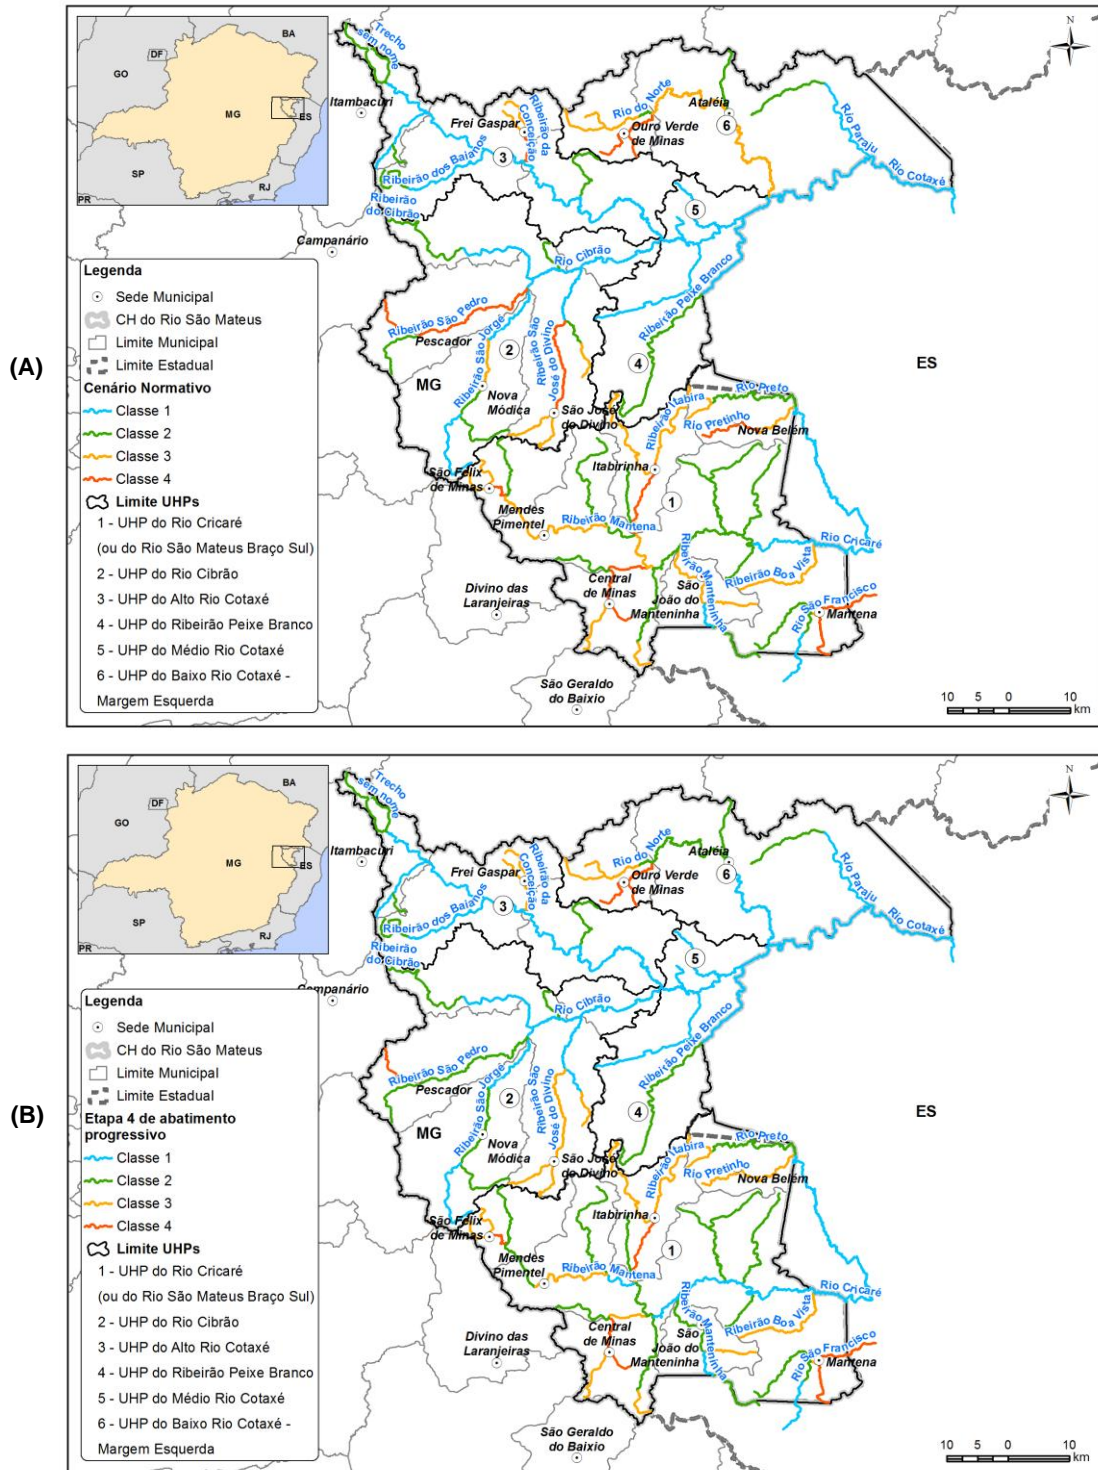 (A)
BA
DF
GO
MG
ES
SP
RJ
PR
N
Trecho
sem nome
Itambacuri
Frei Gaspar
Ribeirão da
Conceição
Rio do Norte
Ataléia
Ouro Verde
de Minas
6
3
Rio Paraju
Rio Cotaxé
Ribeirão dos Baianos
Ribeirão
do Cibrão
5
Campanário
Rio Cibrão
Ribeirão Peixe Branco
Ribeirão São Pedro
Pescador
Ribeirão São Jorge
2
Ribeirão São
José do Divino
4
ES
MG
Nova
Módica
São José
do Divino
Ribeirão Itabira
Rio Preto
Rio Pretinho
Nova Belém
São Félix
de Minas
Itabirinha
1
Mendes
Pimentel
Ribeirão Mantena
Rio Cricaré
Ribeirão Boa Vista
Ribeirão Manteninha
Central
de Minas
São
João do
Manteninha
Rio São Francisco
Mantena
Divino das
Laranjeiras
São Geraldo
do Baixio
10 5 0 10
km
Legenda
Sede Municipal
CH do Rio São Mateus
Limite Municipal
Limite Estadual
Cenário Normativo
Classe 1
Classe 2
Classe 3
Classe 4
Limite UHPs
1 - UHP do Rio Cricaré
(ou do Rio São Mateus Braço Sul)
2 - UHP do Rio Cibrão
3 - UHP do Alto Rio Cotaxé
4 - UHP do Ribeirão Peixe Branco
5 - UHP do Médio Rio Cotaxé
6 - UHP do Baixo Rio Cotaxé -
Margem Esquerda
(B)
BA
DF
GO
MG
ES
SP
RJ
PR
N
Trecho
sem nome
Itambacuri
Frei Gaspar
Ribeirão da
Conceição
Rio do Norte
Ataléia
Ouro Verde
de Minas
6
3
Rio Paraju
Rio Cotaxé
Ribeirão dos Baianos
Ribeirão
do Cibrão
5
Campanário
Rio Cibrão
Ribeirão Peixe Branco
Ribeirão São Pedro
Pescador
Ribeirão São Jorge
2
Ribeirão São
José do Divino
4
ES
MG
Nova
Módica
São José
do Divino
Ribeirão Itabira
Rio Preto
Rio Pretinho
Nova Belém
São Félix
de Minas
Itabirinha
1
Mendes
Pimentel
Ribeirão Mantena
Rio Cricaré
Ribeirão Boa Vista
Ribeirão Manteninha
Central
de Minas
São
João do
Manteninha
Rio São Francisco
Mantena
Divino das
Laranjeiras
São Geraldo
do Baixio
10 5 0 10
km
Legenda
Sede Municipal
CH do Rio São Mateus
Limite Municipal
Limite Estadual
Etapa 4 de abatimento
progressivo
Classe 1
Classe 2
Classe 3
Classe 4
Limite UHPs
1 - UHP do Rio Cricaré
(ou do Rio São Mateus Braço Sul)
2 - UHP do Rio Cibrão
3 - UHP do Alto Rio Cotaxé
4 - UHP do Ribeirão Peixe Branco
5 - UHP do Médio Rio Cotaxé
6 - UHP do Baixo Rio Cotaxé -
Margem Esquerda